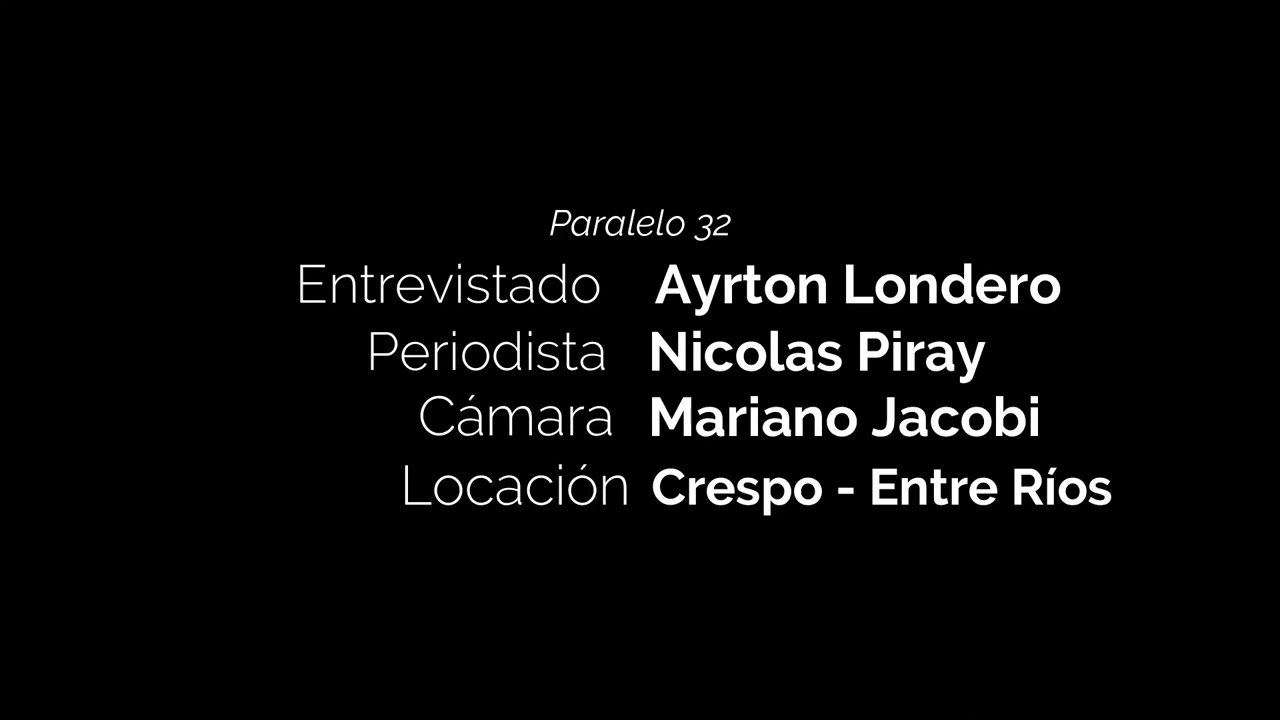 Paralelo 32
Entrevistado Ayrton Londero
Periodista Nicolas Piray
Cámara Mariano Jacobi
Locación Crespo - Entre Ríos